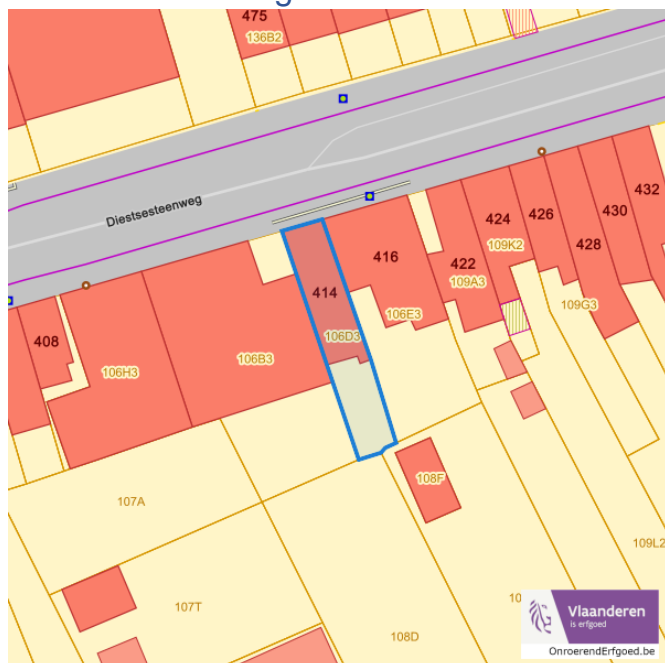 475
136B2
Diestsesteenweg
432
430
426
424
428
109K2
416
422
109A3
414
109G3
106E3
408
106D3
106B3
106H3
108F
107A
109L2
107T
108D
Vlaanderen
is erfgoed
OnroerendErfgoed.be